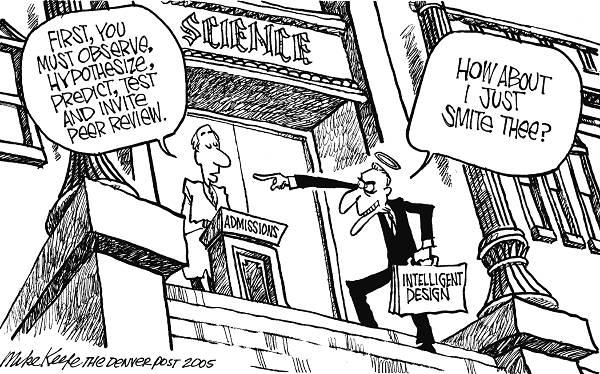 SCIENCE
FIRST, YOU
MUST OBSERVE,
HYPOTHESIZE,
PREDICT, TEST
AND INVITE
PEER REVIEW.
HOW ABOUT
I JUST
SMITE THEE?
ADMISSIONS
INTELLIGENT
DESIGN
Mike Keefe THE DENVER POST 2005